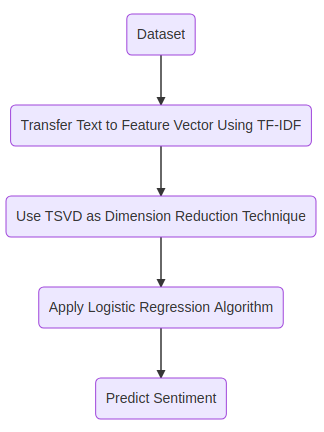 Dataset
Transfer Text to Feature Vector Using TF-IDF
Use TSVD as Dimension Reduction Technique
Apply Logistic Regression Algorithm
Predict Sentiment